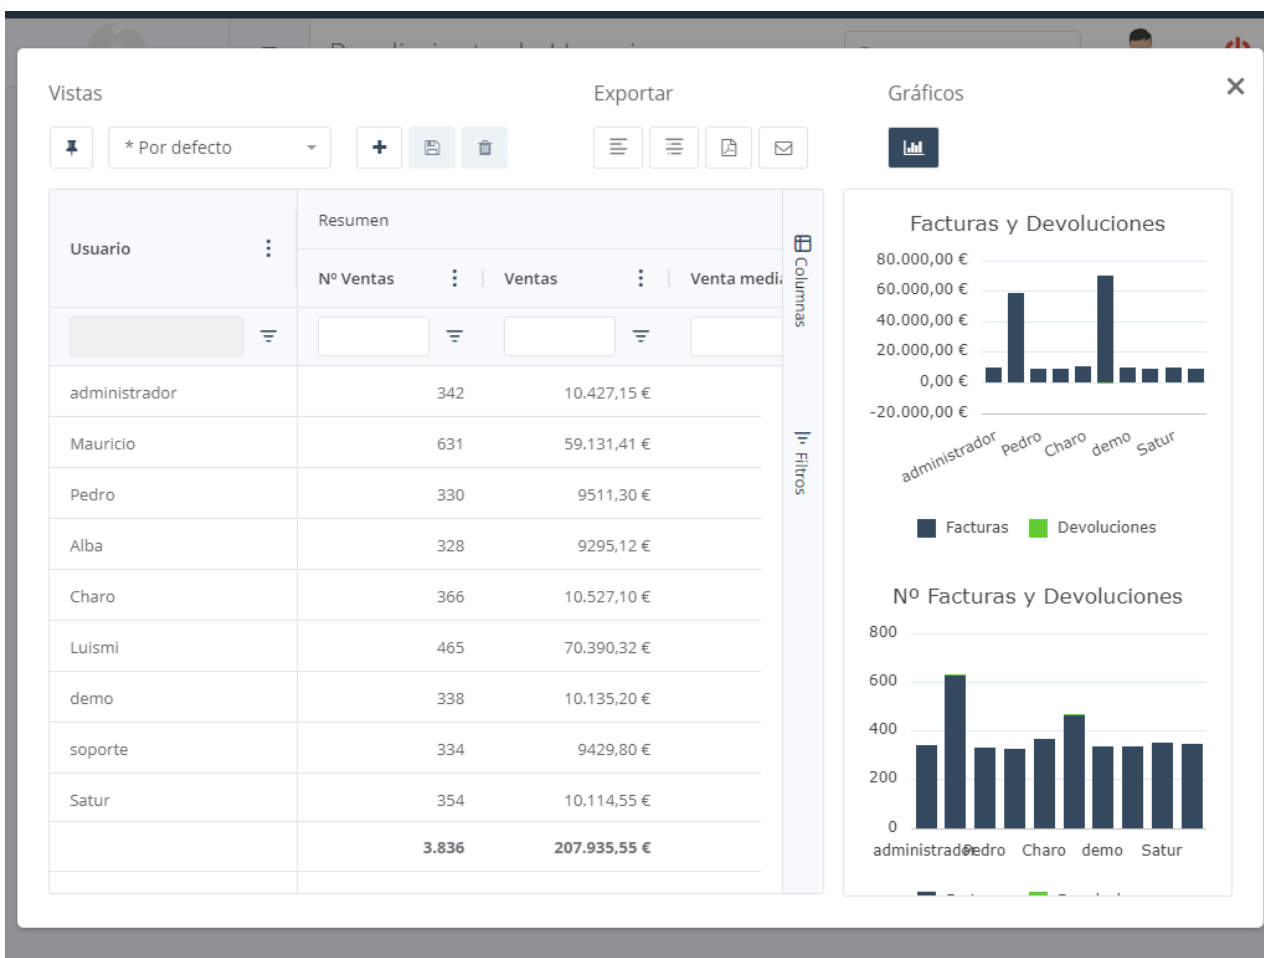 Vistas
Exportar
Gráficos
* Por defecto
Usuario
Resumen
Nº Ventas
Ventas
Venta media
Columnas
Filtros
administrador 342 10.427,15 €
Mauricio 631 59.131,41 €
Pedro 330 9511,30 €
Alba 328 9295,12 €
Charo 366 10.527,10 €
Luismi 465 70.390,32 €
demo 338 10.135,20 €
soporte 334 9429,80 €
Satur 354 10.114,55 €
3.836 207.935,55 €
Facturas y Devoluciones
80.000,00 €
60.000,00 €
40.000,00 €
20.000,00 €
0,00 €
-20.000,00 €
administrador Pedro Charo demo Satur
Facturas Devoluciones
Nº Facturas y Devoluciones
800
600
400
200
0
administrador Pedro Charo demo Satur